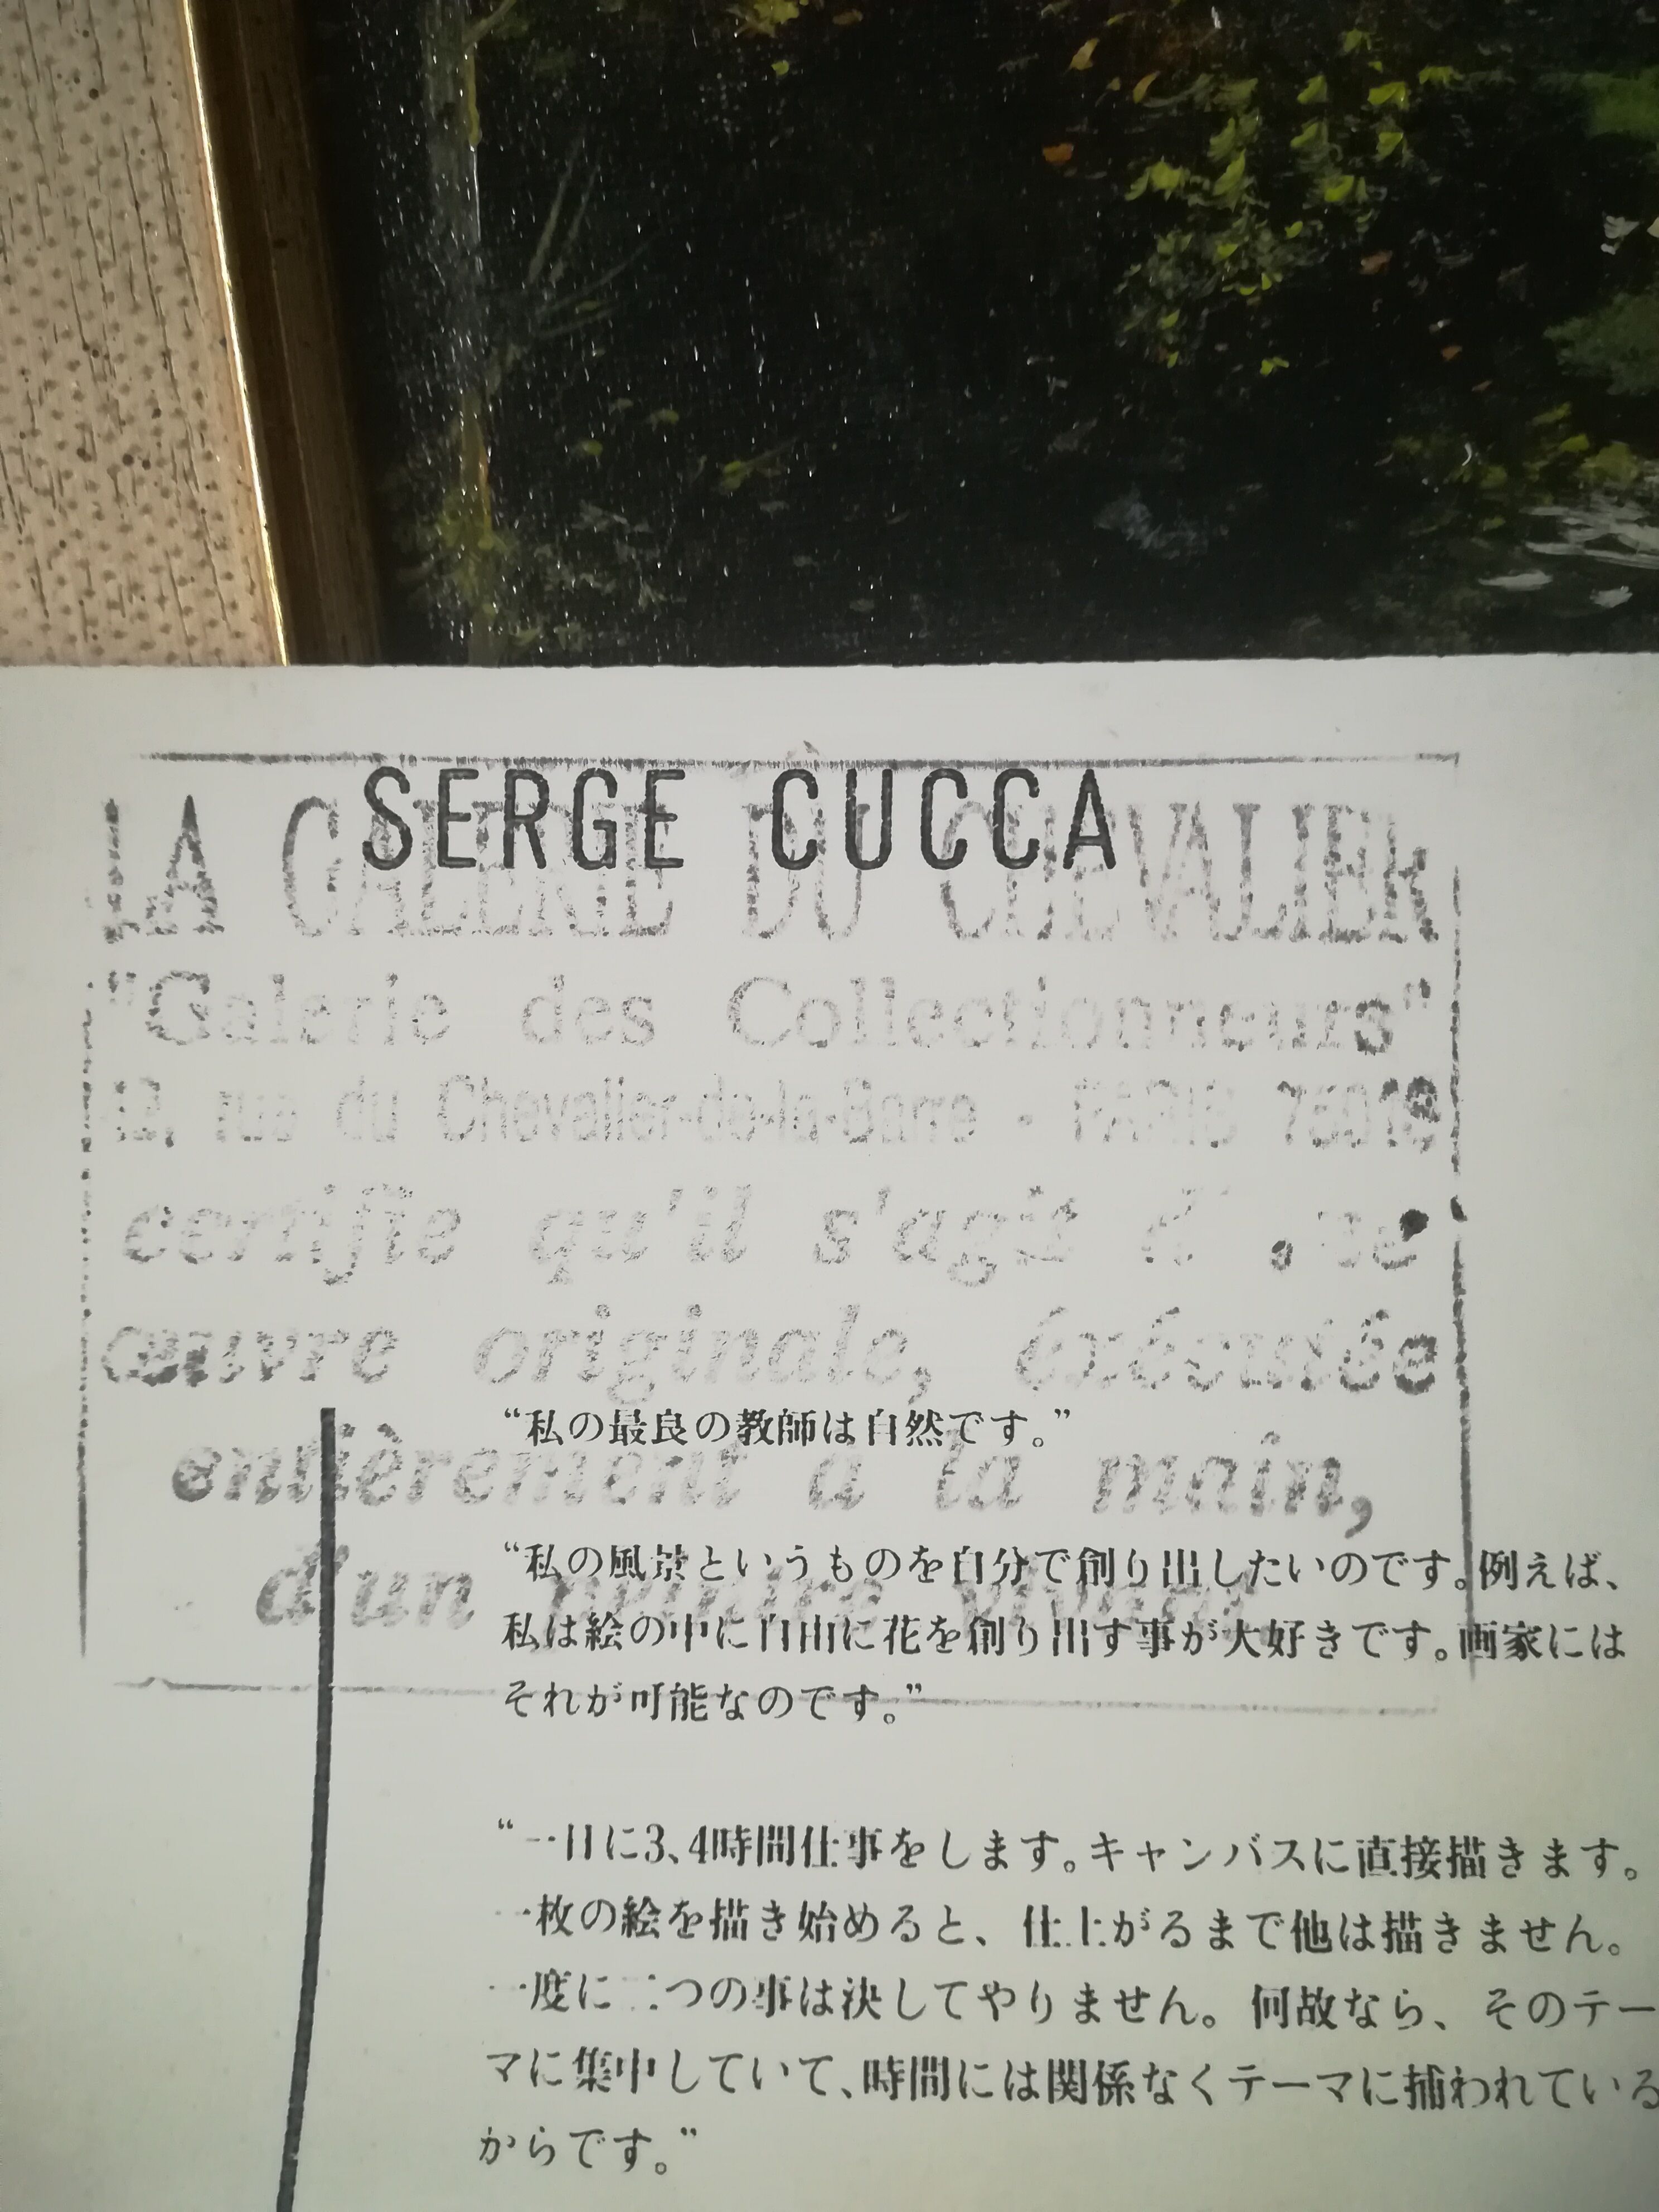 SERGE CUCCA
LA GALERIE DU CHEVALIER
"Galerie des Collectionneurs"
rue du Chevalier-de-la-Barre - PARIS 75018
certifie qu'il s'agit
œuvre originale, éxécutée
entièrement à la main,
d'un peintre vivant
“私の最良の教師は自然です。”
“私の風景というものを自分で創り出したいのです。例えば、
私は絵の中に自由に花を創り出す事が大好きです。画家には
それが可能なのです。”
“一日に3、4時間仕事をします。キャンバスに直接描きます。
一枚の絵を描き始めると、仕上がるまで他は描きません。
一度に二つの事は決してやりません。何故なら、そのテー
マに集中していて、時間には関係なくテーマに捕われている
からです。”